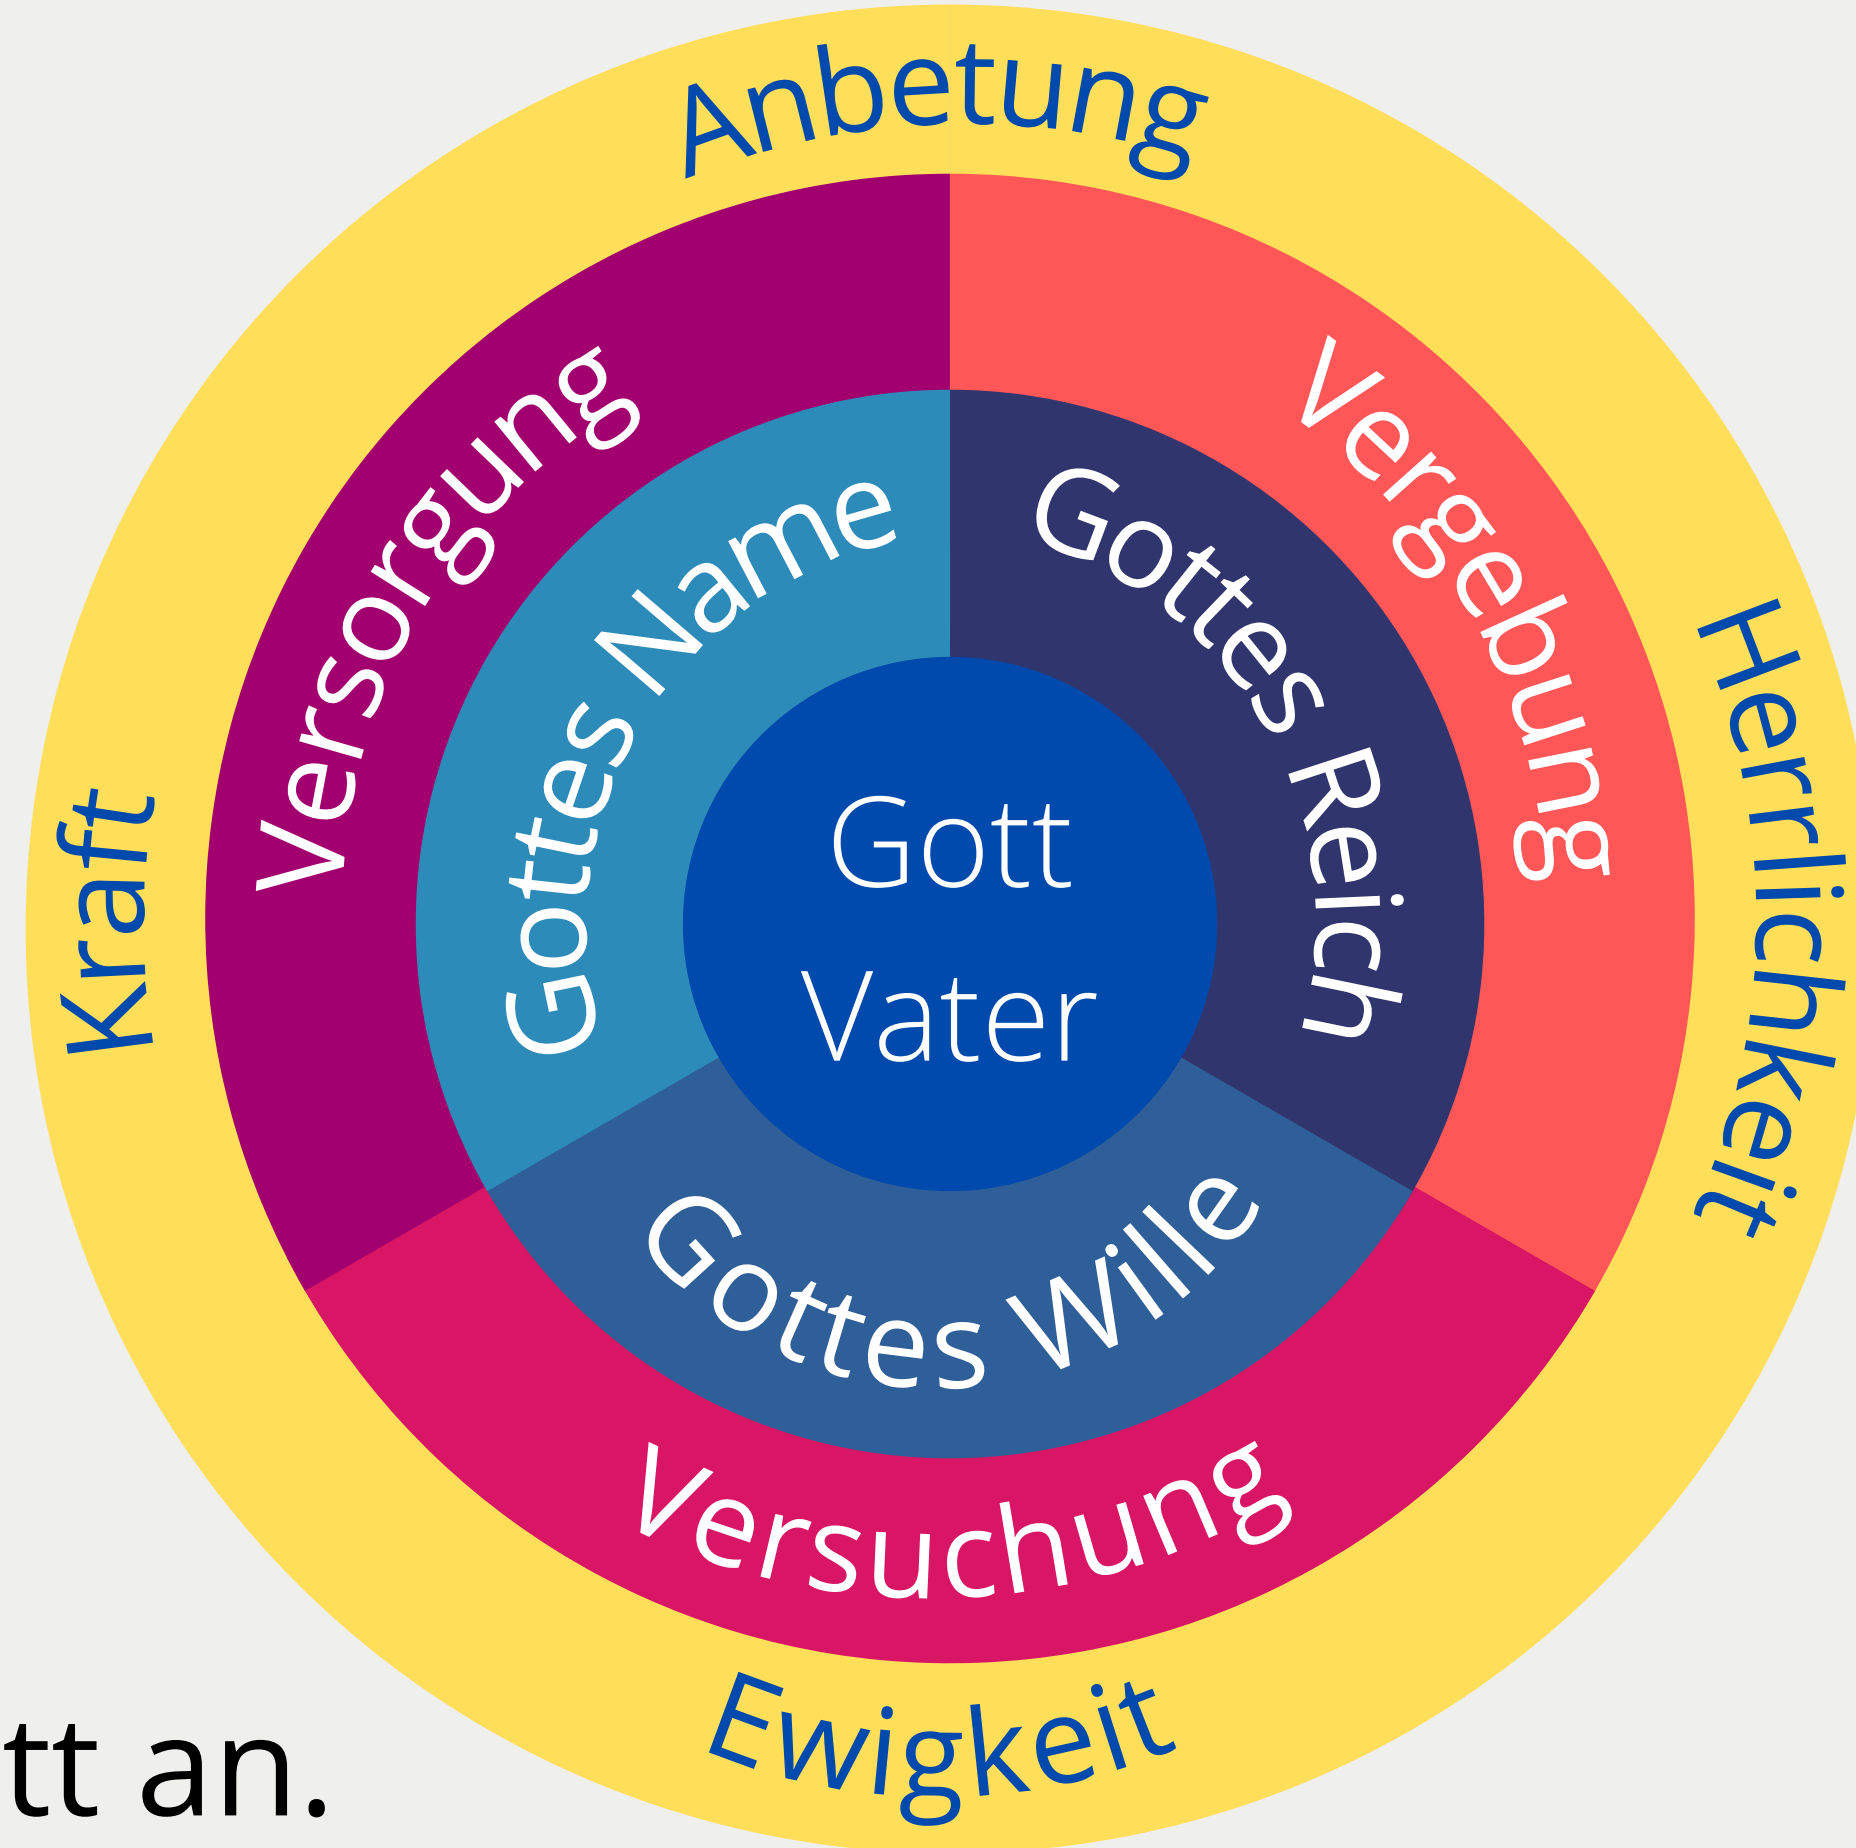 Anbetung
Versorgung
Vergebung
Gottes Name
Gottes Reich
Herrlichkeit
Kraft
Gott
Vater
Gottes Wille
Versuchung
Ewigkeit
tt an.